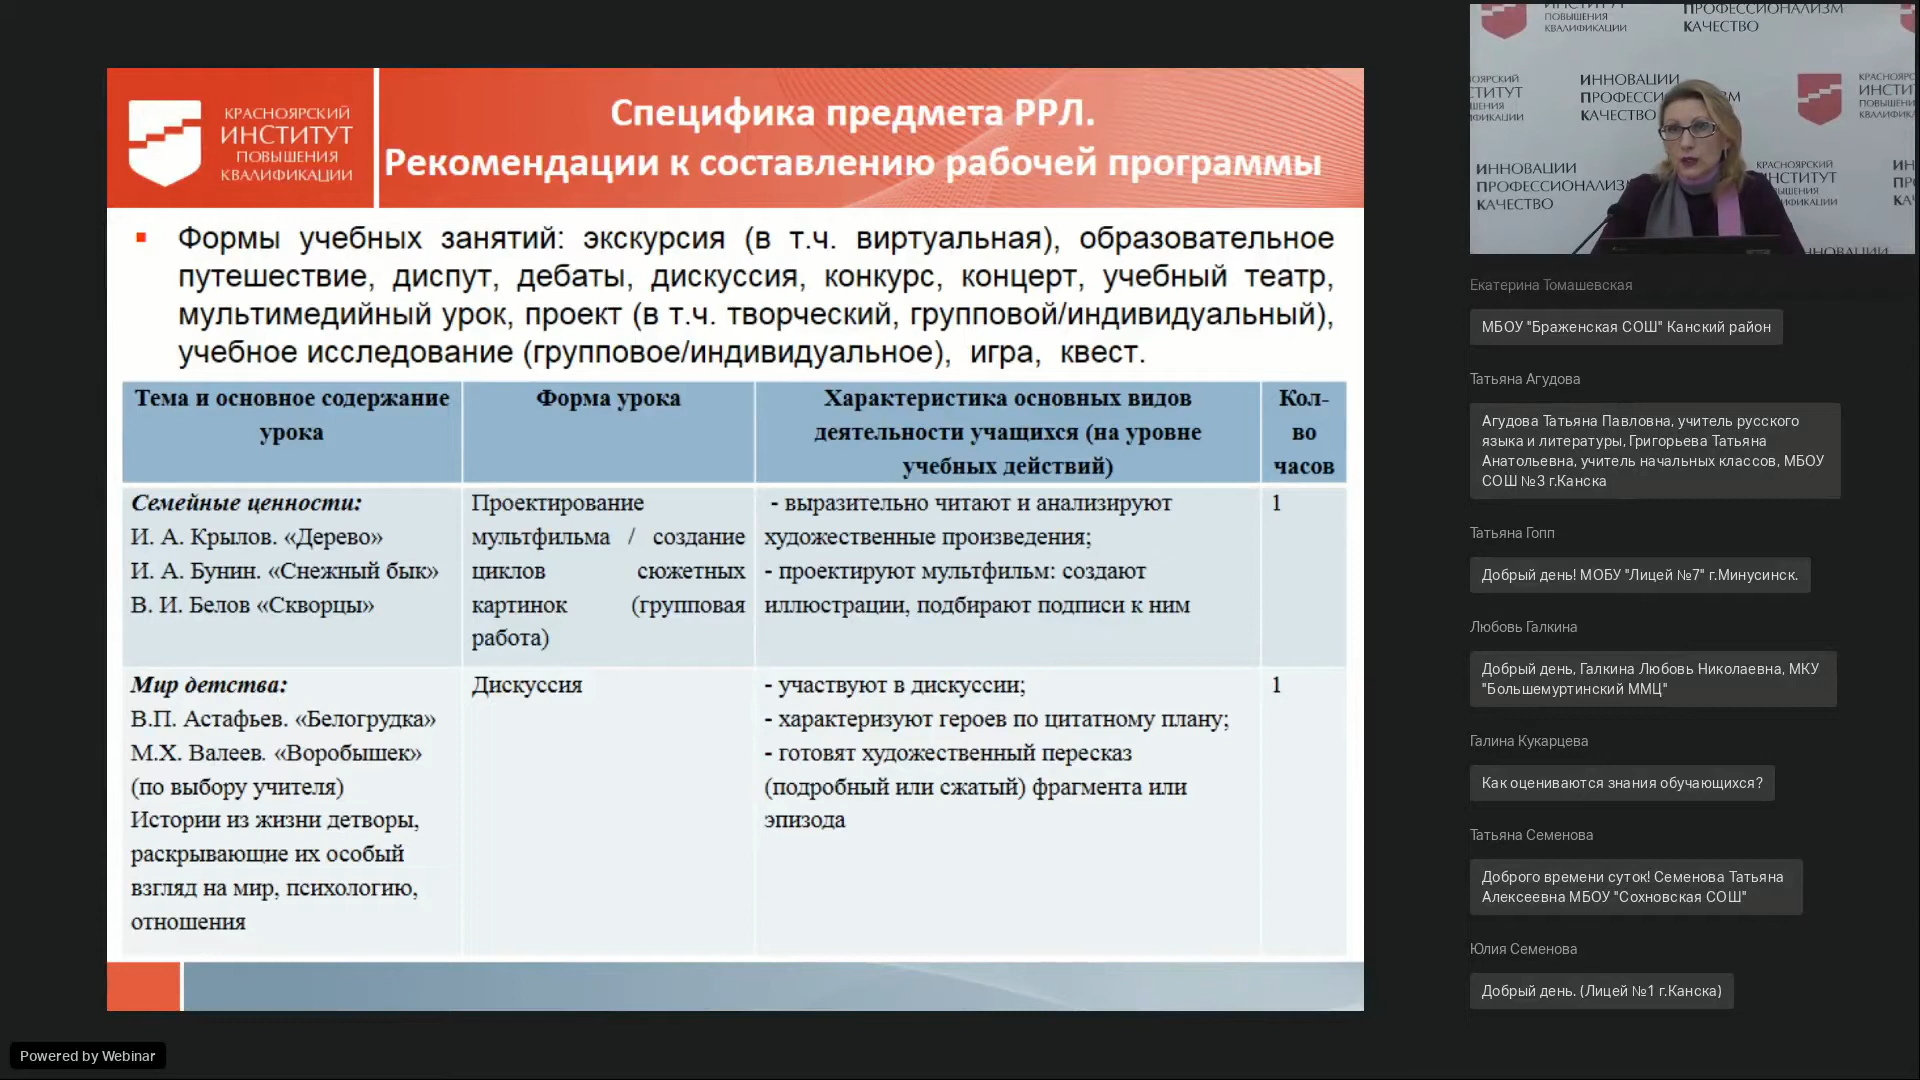 КРАСНОЯРСКИЙ
ИНСТИТУТ
ПОВЫШЕНИЯ
КВАЛИФИКАЦИИ
Специфика предмета РРЛ.
Рекомендации к составлению рабочей программы
Формы учебных занятий: экскурсия (в т.ч. виртуальная), образовательное
путешествие, диспут, дебаты, дискуссия, конкурс, концерт, учебный театр,
мультимедийный урок, проект (в т.ч. творческий, групповой/индивидуальный),
учебное исследование (групповое/индивидуальное), игра, квест.
Тема и основное содержание
урока
Форма урока
Характеристика основных видов
деятельности учащихся (на уровне
учебных действий)
Кол-
во
часов
Семейные ценности:
И. А. Крылов. «Дерево»
И. А. Бунин. «Снежный бык»
В. И. Белов «Скворцы»
Проектирование
мультфильма / создание
циклов сюжетных
картинок (групповая
работа)
- выразительно читают и анализируют
художественные произведения;
- проектируют мультфильм: создают
иллюстрации, подбирают подписи к ним
1
Мир детства:
В.П. Астафьев. «Белогрудка»
М.Х. Валеев. «Воробышек»
(по выбору учителя)
Истории из жизни детворы,
раскрывающие их особый
взгляд на мир, психологию,
отношения
Дискуссия
- участвуют в дискуссии;
- характеризуют героев по цитатному плану;
- готовят художественный пересказ
(подробный или сжатый) фрагмента или
эпизода
1
Powered by Webinar
ПОВЫШЕНИЯ
КВАЛИФИКАЦИИ
ПРОФЕССИОНАЛИЗМ
КАЧЕСТВО
ИННОВАЦИИ
КАЧЕСТВО
ИННОВАЦИИ
КАЧЕСТВО
КРАСНОЯРСКИЙ
Екатерина Томашевская
МБОУ "Браженская СОШ" Канский район
Татьяна Агудова
Агудова Татьяна Павловна, учитель русского
языка и литературы, Григорьева Татьяна
Анатольевна, учитель начальных классов, МБОУ
СОШ №3 г.Канска
Татьяна Гопп
Добрый день! МОБУ "Лицей №7" г.Минусинск.
Любовь Галкина
Добрый день, Галкина Любовь Николаевна, МКУ
"Большемуртинский ММЦ"
Галина Кукарцева
Как оцениваются знания обучающихся?
Татьяна Семенова
Доброго времени суток! Семенова Татьяна
Алексеевна МБОУ "Сохновская СОШ"
Юлия Семенова
Добрый день. (Лицей №1 г.Канска)